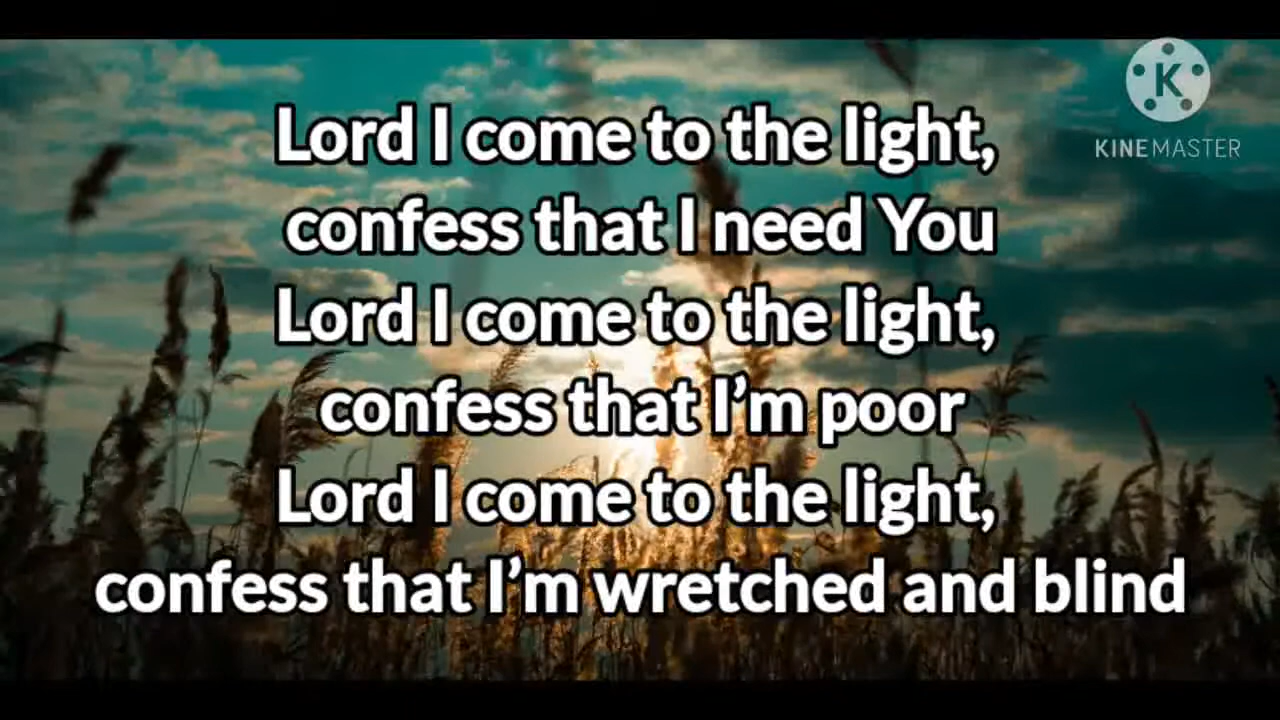 K
KINEMASTER
Lord I come to the light,
confess that I need You
Lord I come to the light,
confess that I’m poor
Lord I come to the light,
confess that I’m wretched and blind